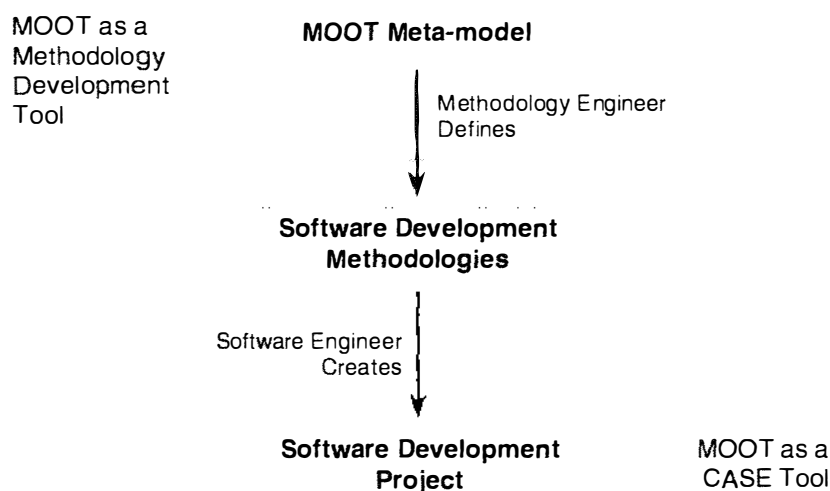 MOOT as a
Methodology
Development
Tool
MOOT Meta-model
Methodology Engineer
Defines
Software Development
Methodologies
Software Engineer
Creates
Software Development
Project
MOOT as a
CASE Tool